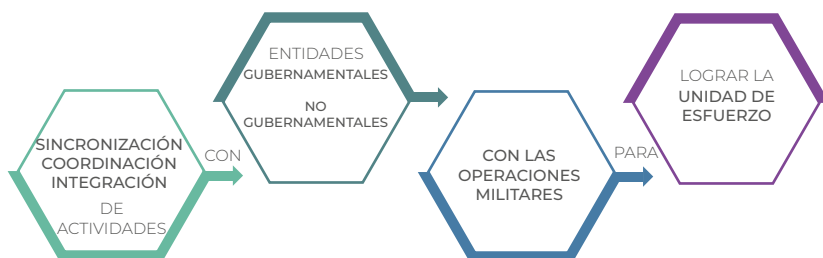 SINCRONIZACIÓN
COORDINACIÓN
INTEGRACIÓN
DE
ACTIVIDADES
CON
ENTIDADES
GUBERNAMENTALES
NO
GUBERNAMENTALES
CON LAS
OPERACIONES
MILITARES
PARA
LOGRAR LA
UNIDAD DE
ESFUERZO